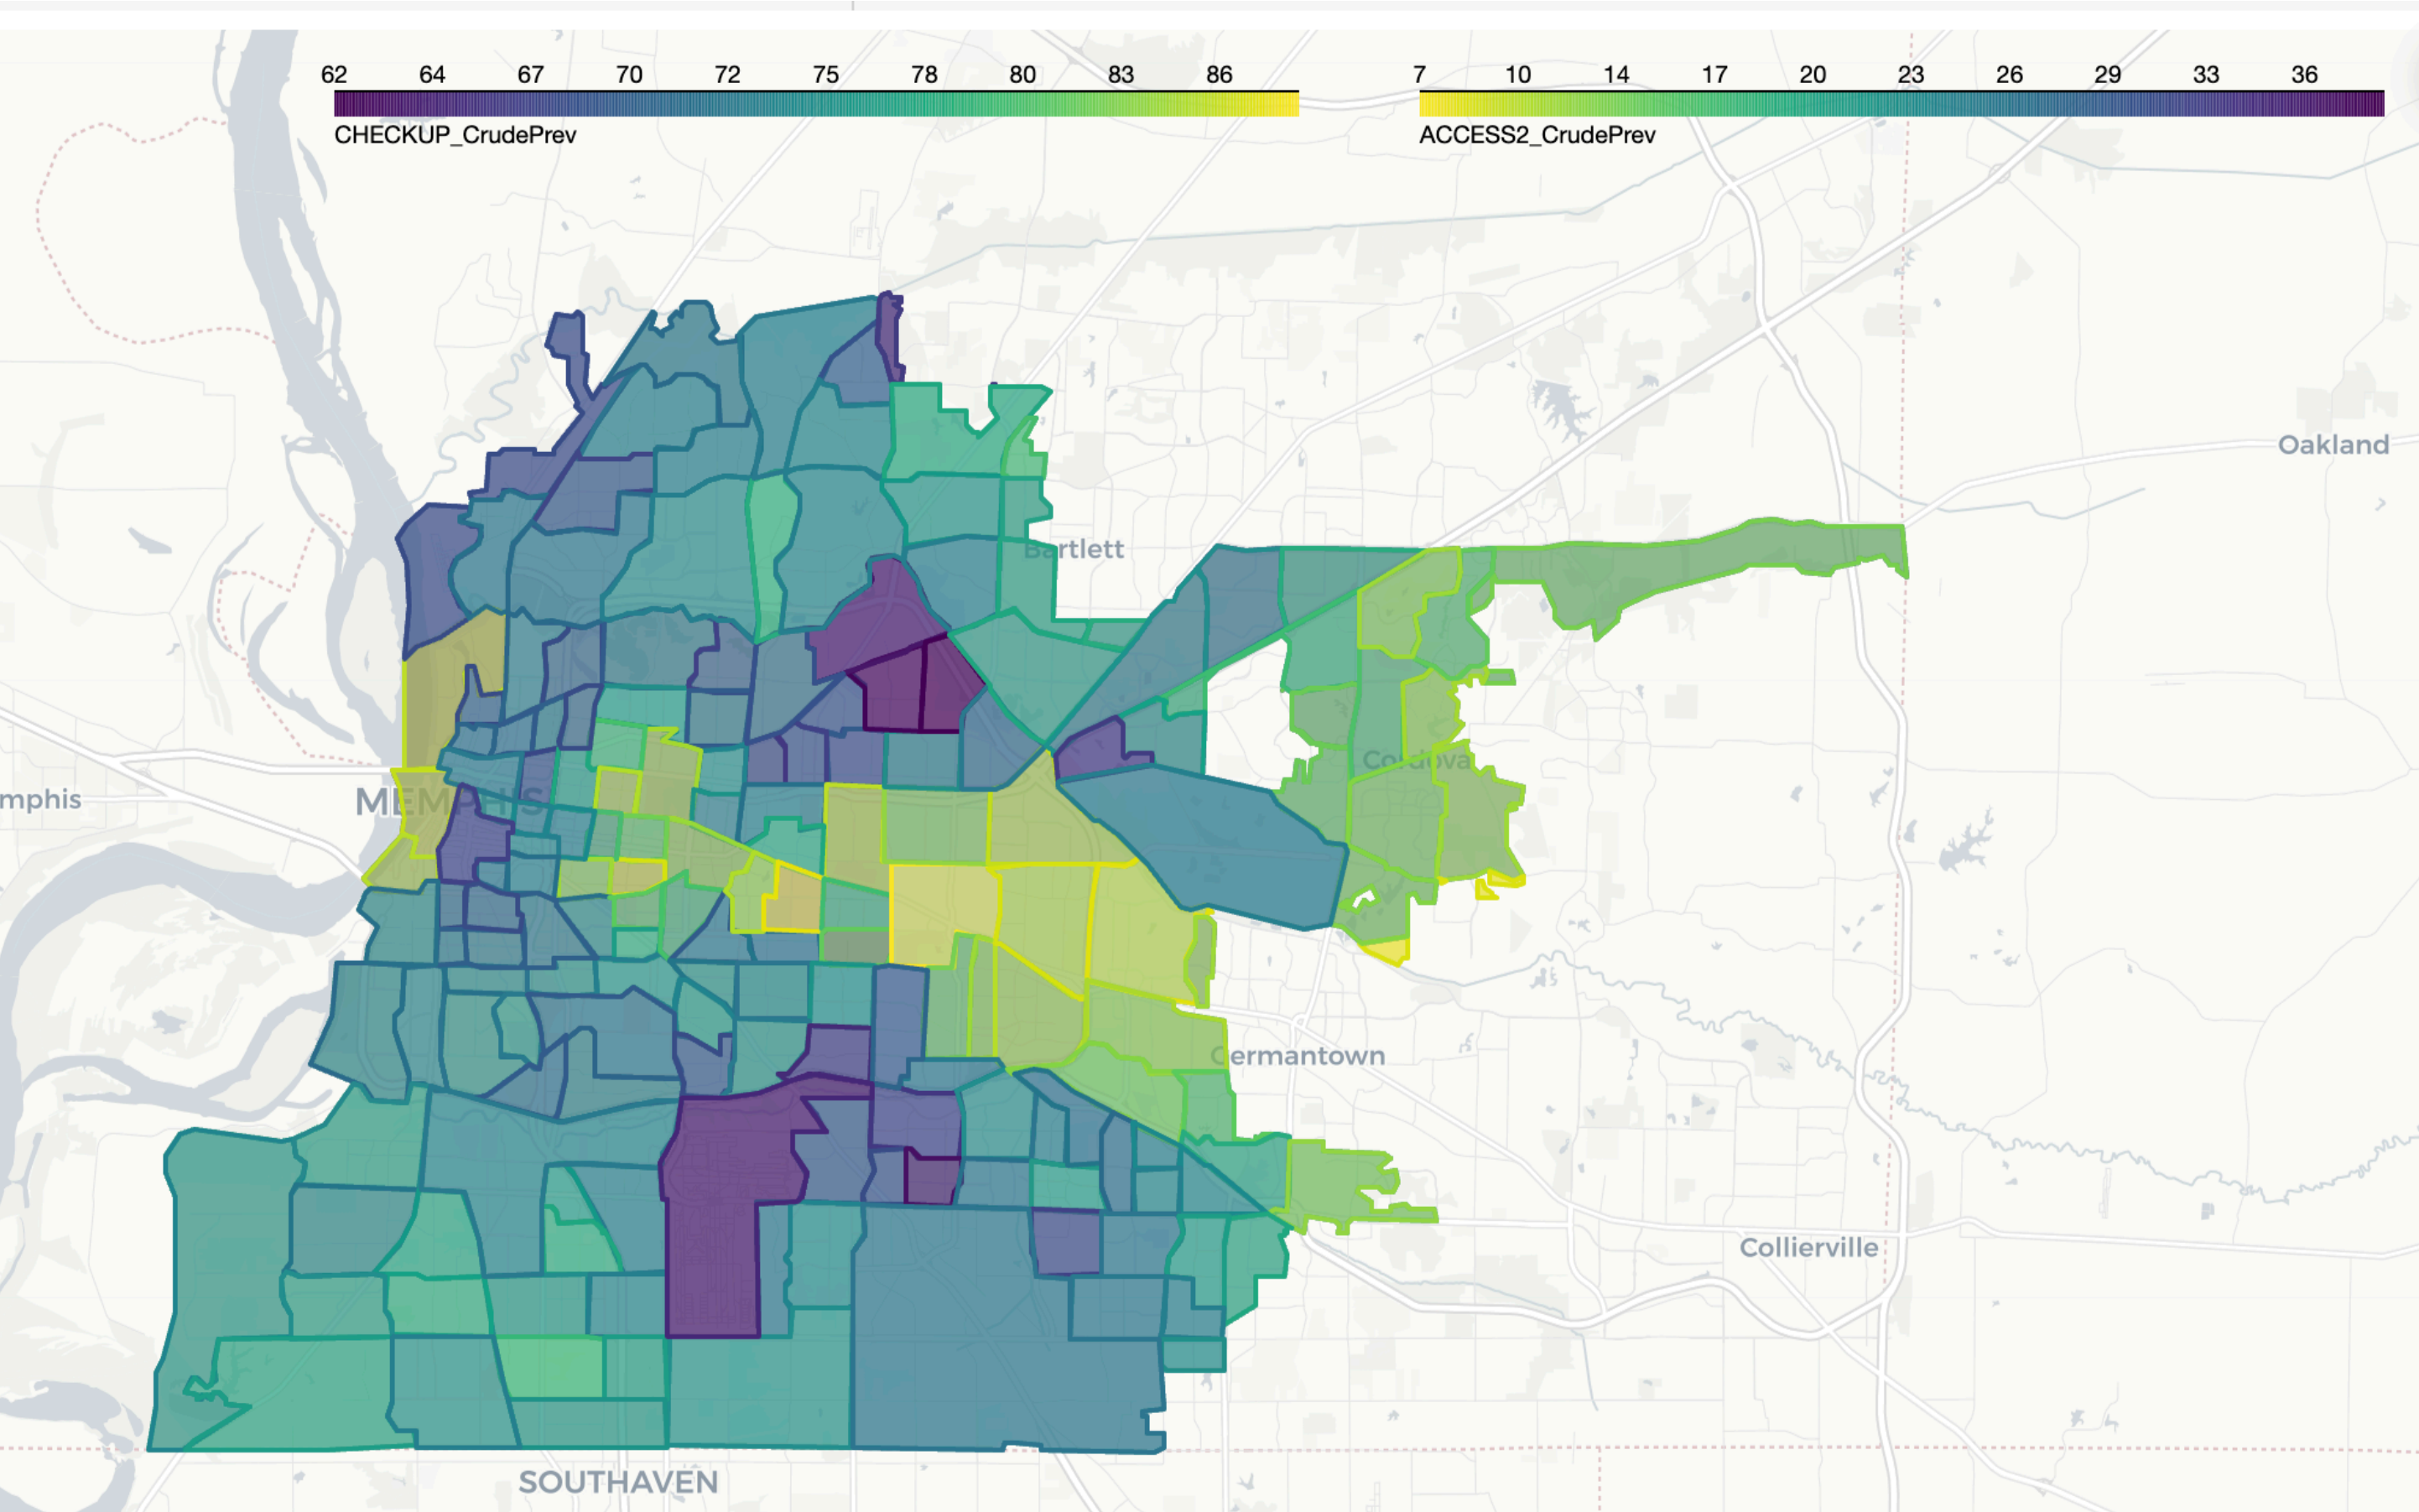 62 64 67 70 72 75 78 80 83 86
CHECKUP_CrudePrev
7 10 14 17 20 23 26 29 33 36
ACCESS2_CrudePrev
Oakland
Bartlett
Cordova
mphis
MEMPHIS
Germantown
Collierville
SOUTHAVEN